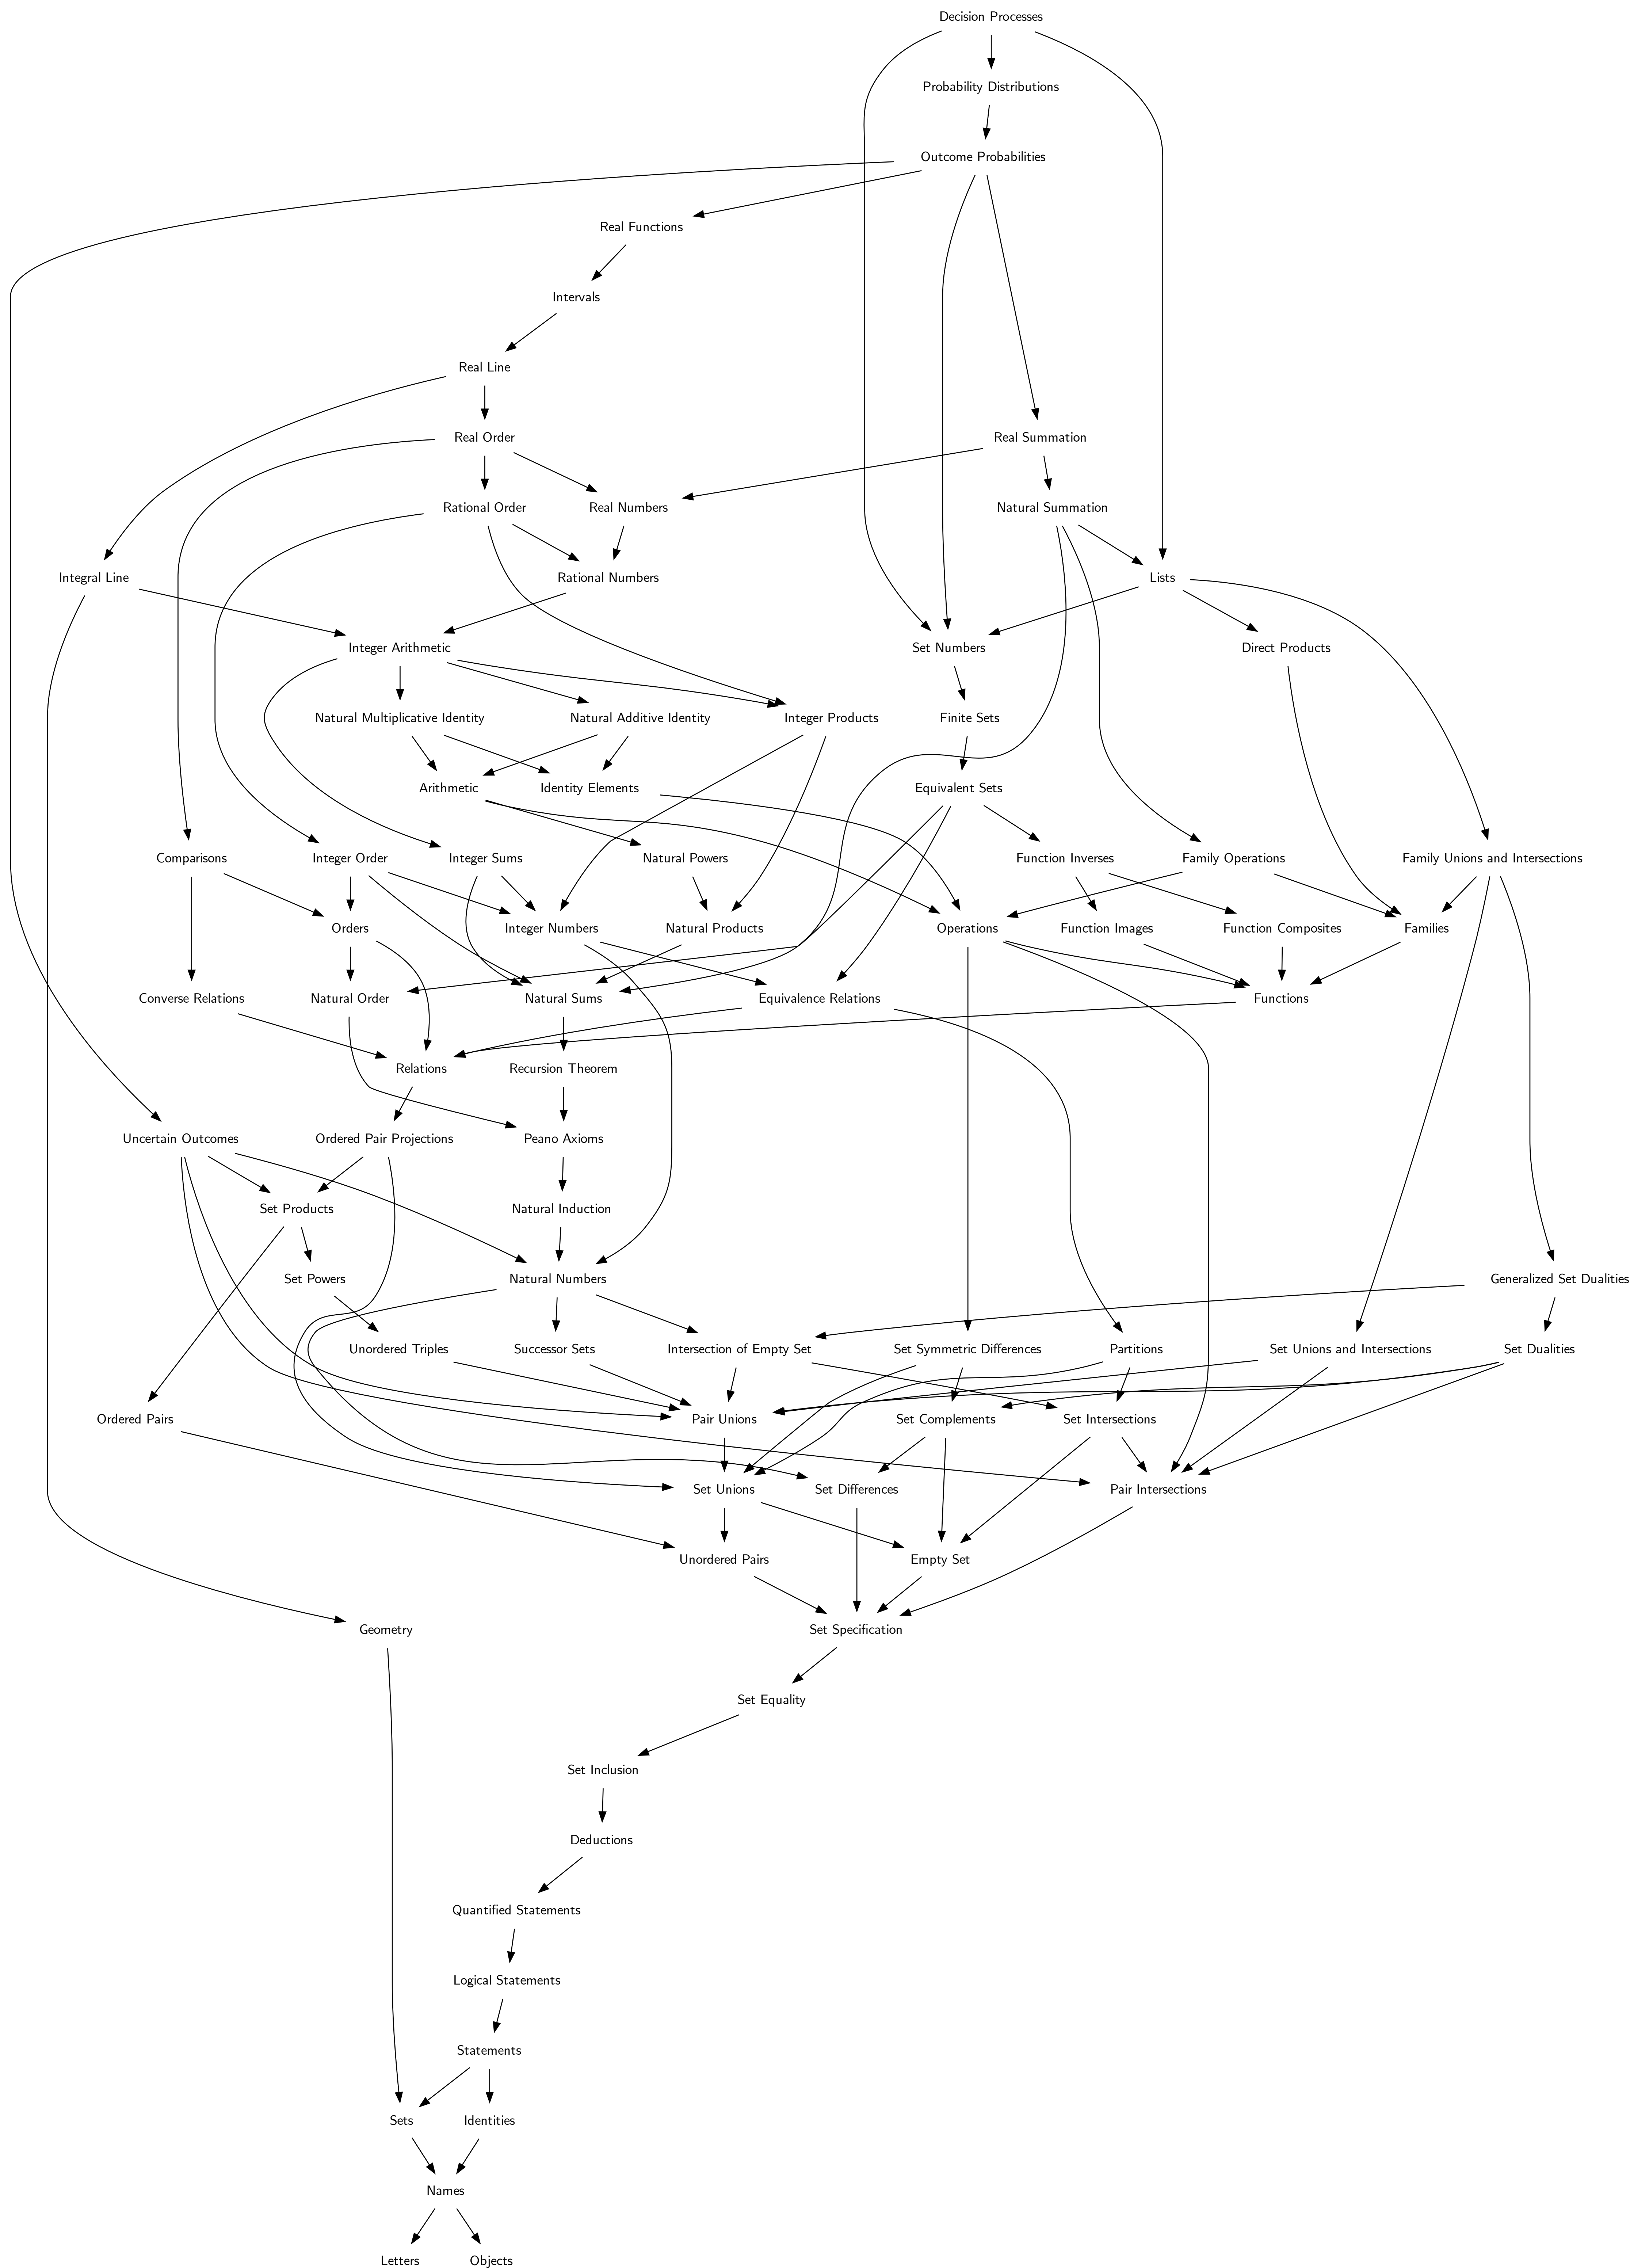 Decision Processes
Probability Distributions
Outcome Probabilities
Real Functions
Intervals
Real Line
Real Order
Real Summation
Rational Order
Real Numbers
Natural Summation
Integral Line
Rational Numbers
Lists
Integer Arithmetic
Set Numbers
Direct Products
Natural Multiplicative Identity
Natural Additive Identity
Integer Products
Finite Sets
Arithmetic
Identity Elements
Equivalent Sets
Comparisons
Integer Order
Integer Sums
Natural Powers
Function Inverses
Family Operations
Family Unions and Intersections
Orders
Integer Numbers
Natural Products
Operations
Function Images
Function Composites
Families
Converse Relations
Natural Order
Natural Sums
Equivalence Relations
Functions
Relations
Recursion Theorem
Uncertain Outcomes
Ordered Pair Projections
Peano Axioms
Set Products
Natural Induction
Set Powers
Natural Numbers
Generalized Set Dualities
Unordered Triples
Successor Sets
Intersection of Empty Set
Set Symmetric Differences
Partitions
Set Unions and Intersections
Set Dualities
Ordered Pairs
Pair Unions
Set Complements
Set Intersections
Set Unions
Set Differences
Pair Intersections
Unordered Pairs
Empty Set
Geometry
Set Specification
Set Equality
Set Inclusion
Deductions
Quantified Statements
Logical Statements
Statements
Sets
Identities
Names
Letters
Objects